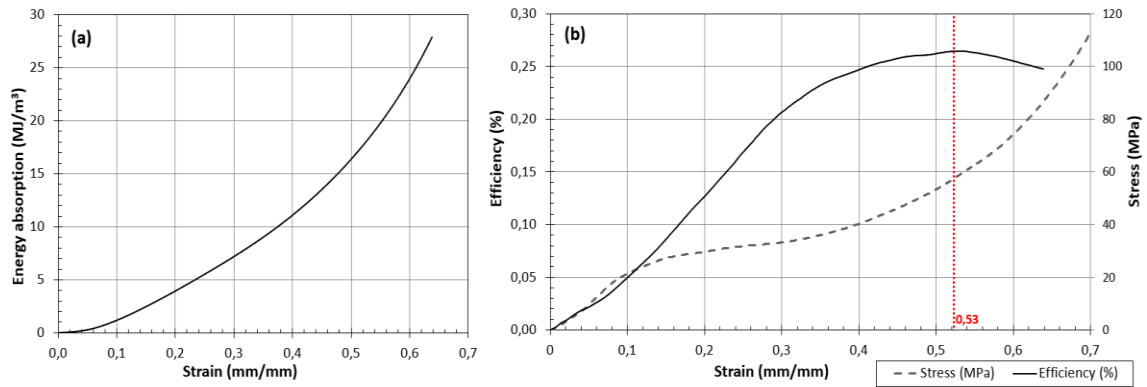 (a)
Energy absorption (MJ/m³)
30
25
20
15
10
5
0
0,0 0,1 0,2 0,3 0,4 0,5 0,6 0,7
Strain (mm/mm)
(b)
Efficiency (%)
0,30
0,25
0,20
0,15
0,10
0,05
0,00
120
100
80
60
40
20
0
Stress (MPa)
0,53
0 0,1 0,2 0,3 0,4 0,5 0,6 0,7
Strain (mm/mm)
Stress (MPa) Efficiency (%)